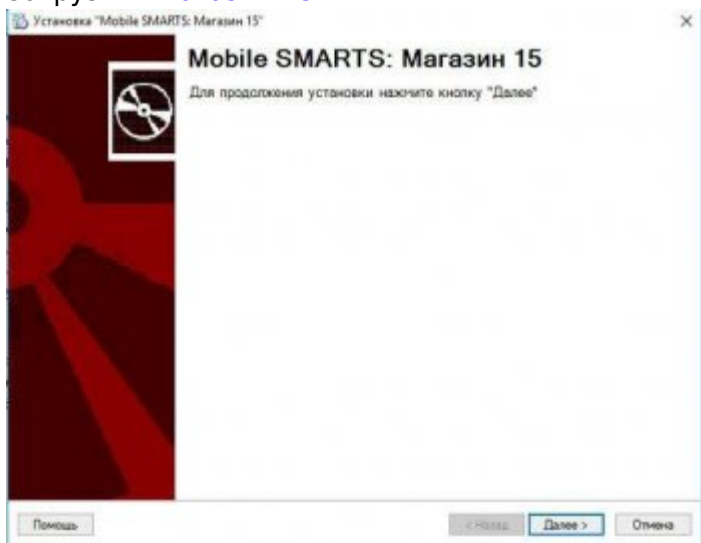 Установка "Mobile SMARTS: Магазин 15"
Mobile SMARTS: Магазин 15
Для продолжения установки нажмите кнопку "Далее"
Помощь
< Назад
Далее >
Отмена